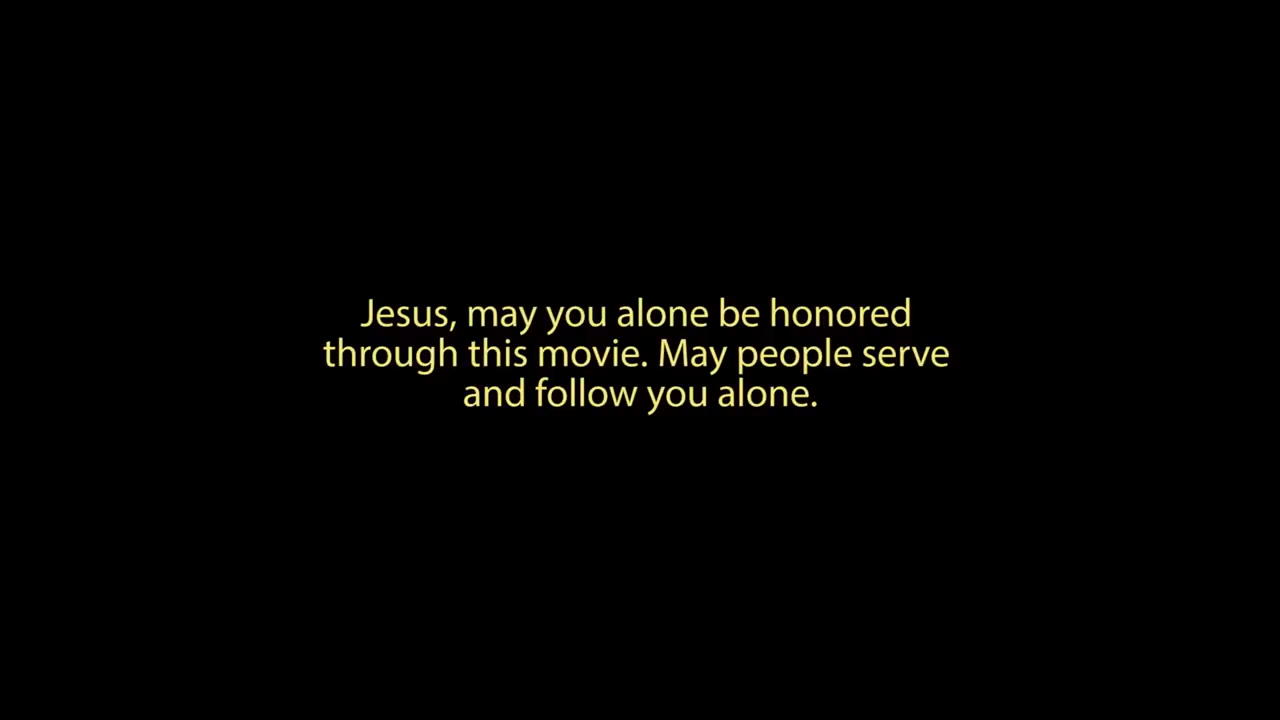 Jesus, may you alone be honored
through this movie. May people serve
and follow you alone.